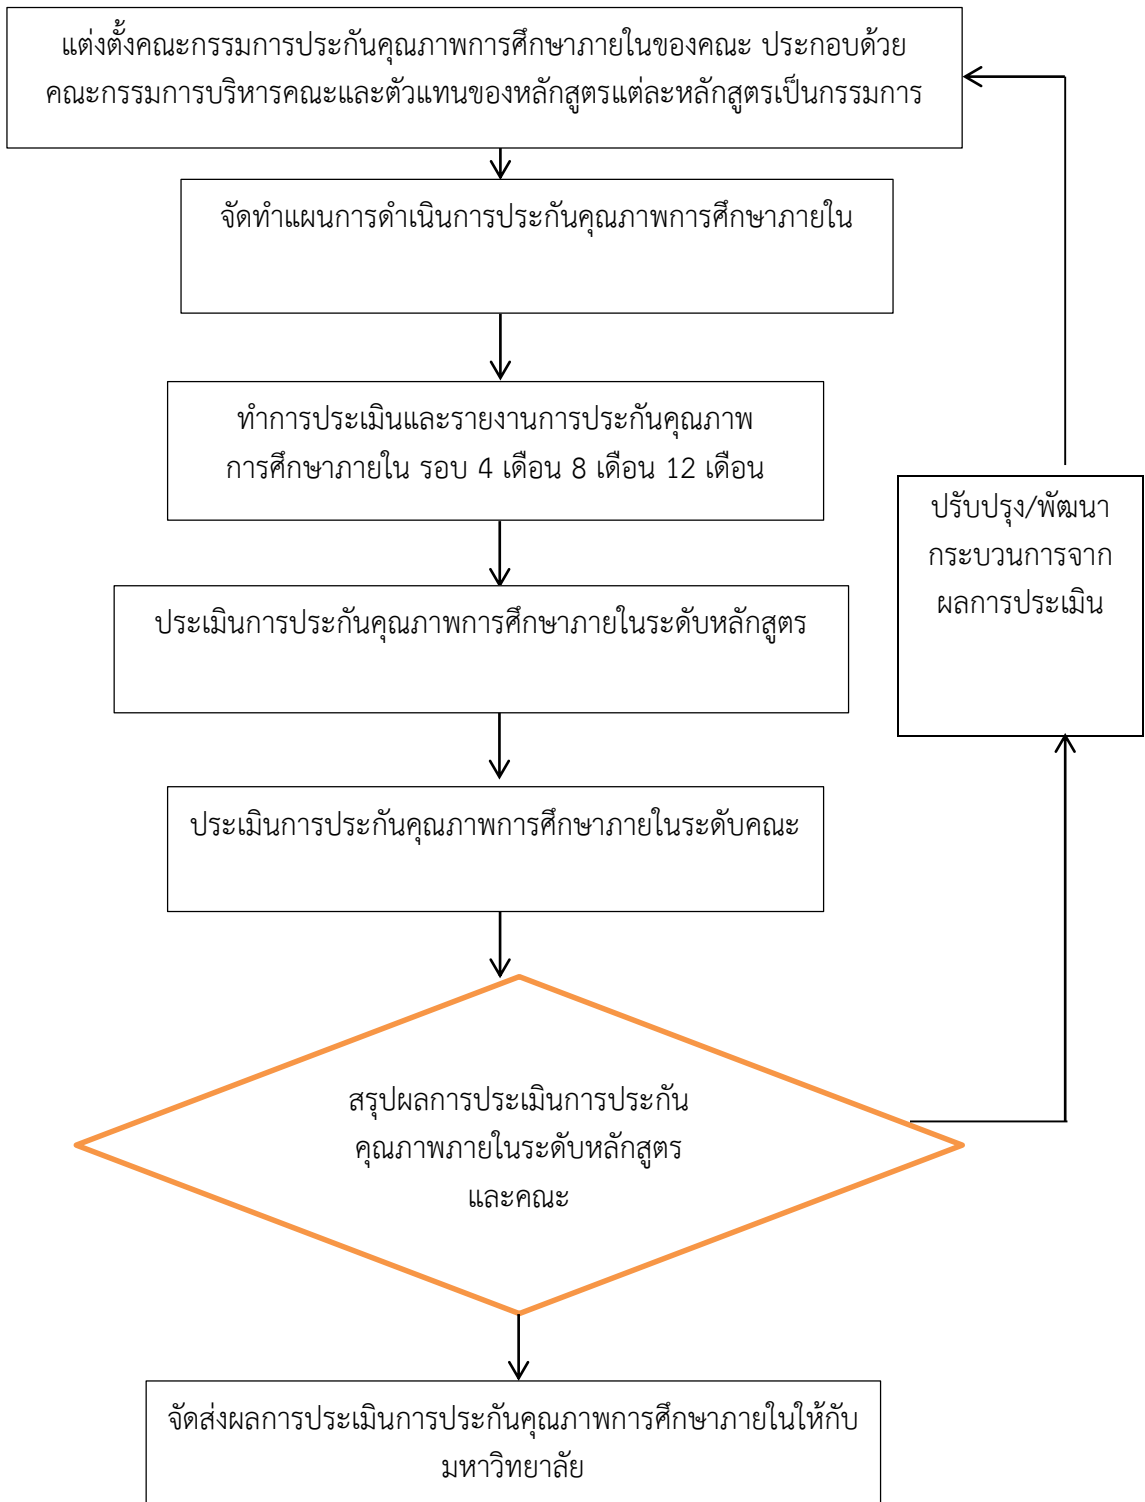 แต่งตั้งคณะกรรมการประกันคุณภาพการศึกษาภายในของคณะ ประกอบด้วย
คณะกรรมการบริหารคณะและตัวแทนของหลักสูตรแต่ละหลักสูตรเป็นกรรมการ
จัดทำแผนการดำเนินการประกันคุณภาพการศึกษาภายใน
ทำการประเมินและรายงานการประกันคุณภาพ
การศึกษาภายใน รอบ 4 เดือน 8 เดือน 12 เดือน
ปรับปรุง/พัฒนา
กระบวนการจาก
ผลการประเมิน
ประเมินการประกันคุณภาพการศึกษาภายในระดับหลักสูตร
ประเมินการประกันคุณภาพการศึกษาภายในระดับคณะ
สรุปผลการประเมินการประกัน
คุณภาพภายในระดับหลักสูตร
และคณะ
จัดส่งผลการประเมินการประกันคุณภาพการศึกษาภายในให้กับ
มหาวิทยาลัย